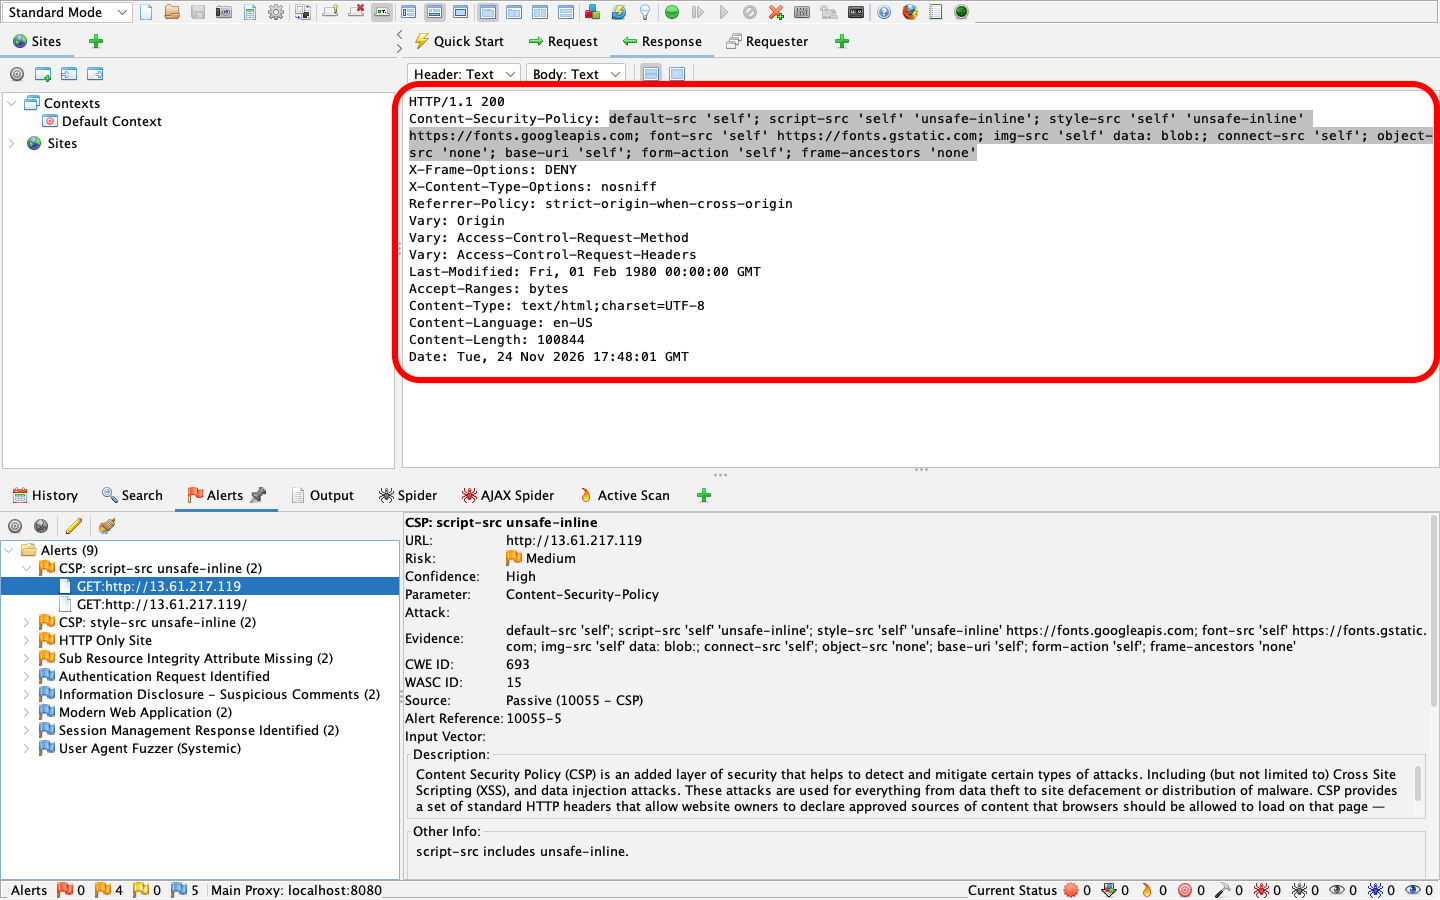 Standard Mode
Sites
Quick Start
Request
Response
Requester
Header: Text
Body: Text
Contexts
Default Context
Sites
HTTP/1.1 200
Content-Security-Policy: default-src 'self'; script-src 'self' 'unsafe-inline'; style-src 'self' 'unsafe-inline'
https://fonts.googleapis.com; font-src 'self' https://fonts.gstatic.com; img-src 'self' data: blob:; connect-src 'self'; object-
src 'none'; base-uri 'self'; form-action 'self'; frame-ancestors 'none'
X-Frame-Options: DENY
X-Content-Type-Options: nosniff
Referrer-Policy: strict-origin-when-cross-origin
Vary: Origin
Vary: Access-Control-Request-Method
Vary: Access-Control-Request-Headers
Last-Modified: Fri, 01 Feb 1980 00:00:00 GMT
Accept-Ranges: bytes
Content-Type: text/html;charset=UTF-8
Content-Language: en-US
Content-Length: 100844
Date: Tue, 24 Nov 2026 17:48:01 GMT
History
Search
Alerts
Output
Spider
AJAX Spider
Active Scan
Alerts (9)
CSP: script-src unsafe-inline (2)
GET:http://13.61.217.119
GET:http://13.61.217.119/
CSP: style-src unsafe-inline (2)
HTTP Only Site
Sub Resource Integrity Attribute Missing (2)
Authentication Request Identified
Information Disclosure - Suspicious Comments (2)
Modern Web Application (2)
Session Management Response Identified (2)
User Agent Fuzzer (Systemic)
CSP: script-src unsafe-inline
URL: http://13.61.217.119
Risk: Medium
Confidence: High
Parameter: Content-Security-Policy
Attack:
Evidence: default-src 'self'; script-src 'self' 'unsafe-inline'; style-src 'self' 'unsafe-inline' https://fonts.googleapis.com; font-src 'self' https://fonts.gstatic.
com; img-src 'self' data: blob:; connect-src 'self'; object-src 'none'; base-uri 'self'; form-action 'self'; frame-ancestors 'none'
CWE ID: 693
WASC ID: 15
Source: Passive (10055 - CSP)
Alert Reference: 10055-5
Input Vector:
Description:
Content Security Policy (CSP) is an added layer of security that helps to detect and mitigate certain types of attacks. Including (but not limited to) Cross Site
Scripting (XSS), and data injection attacks. These attacks are used for everything from data theft to site defacement or distribution of malware. CSP provides
a set of standard HTTP headers that allow website owners to declare approved sources of content that browsers should be allowed to load on that page —
Other Info:
script-src includes unsafe-inline.
Alerts 0 4 0 5 Main Proxy: localhost:8080
Current Status 0 0 0 0 0 0 0 0 0 0